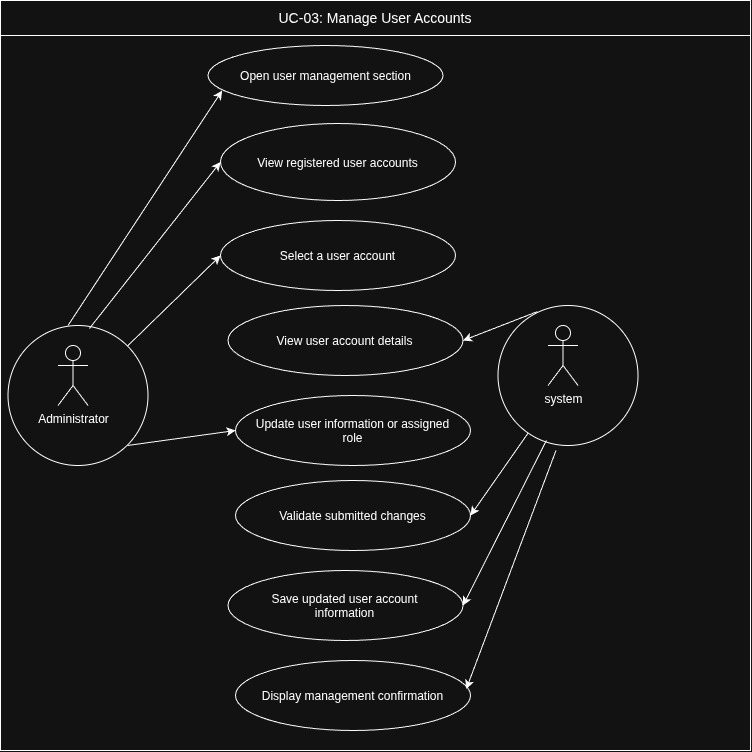 UC-03: Manage User Accounts
Open user management section
View registered user accounts
Select a user account
View user account details
system
Administrator
Update user information or assigned
role
Validate submitted changes
Save updated user account
information
Display management confirmation